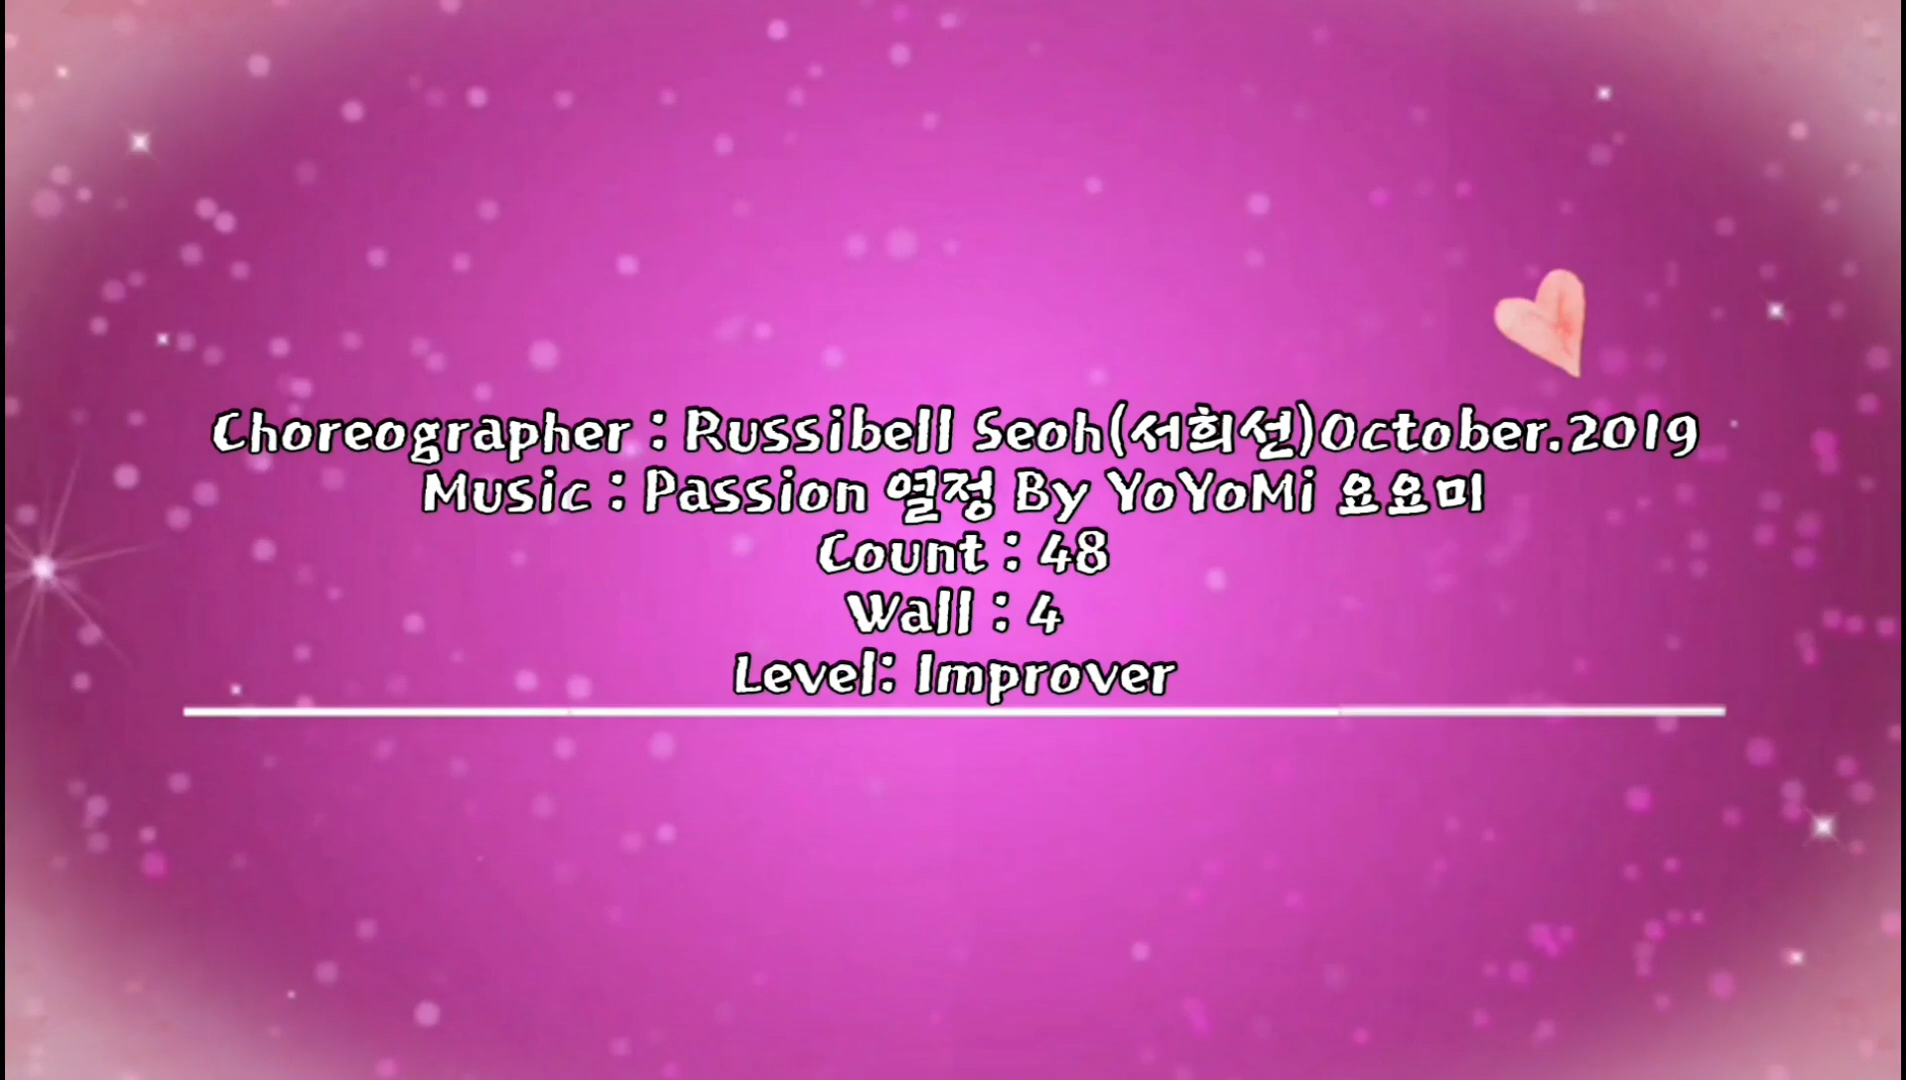 Choreographer : Russibell Seoh(서희선)October.2019
Music : Passion 열정 By YoYoMi 요요미
Count : 48
Wall : 4
Level: Improver